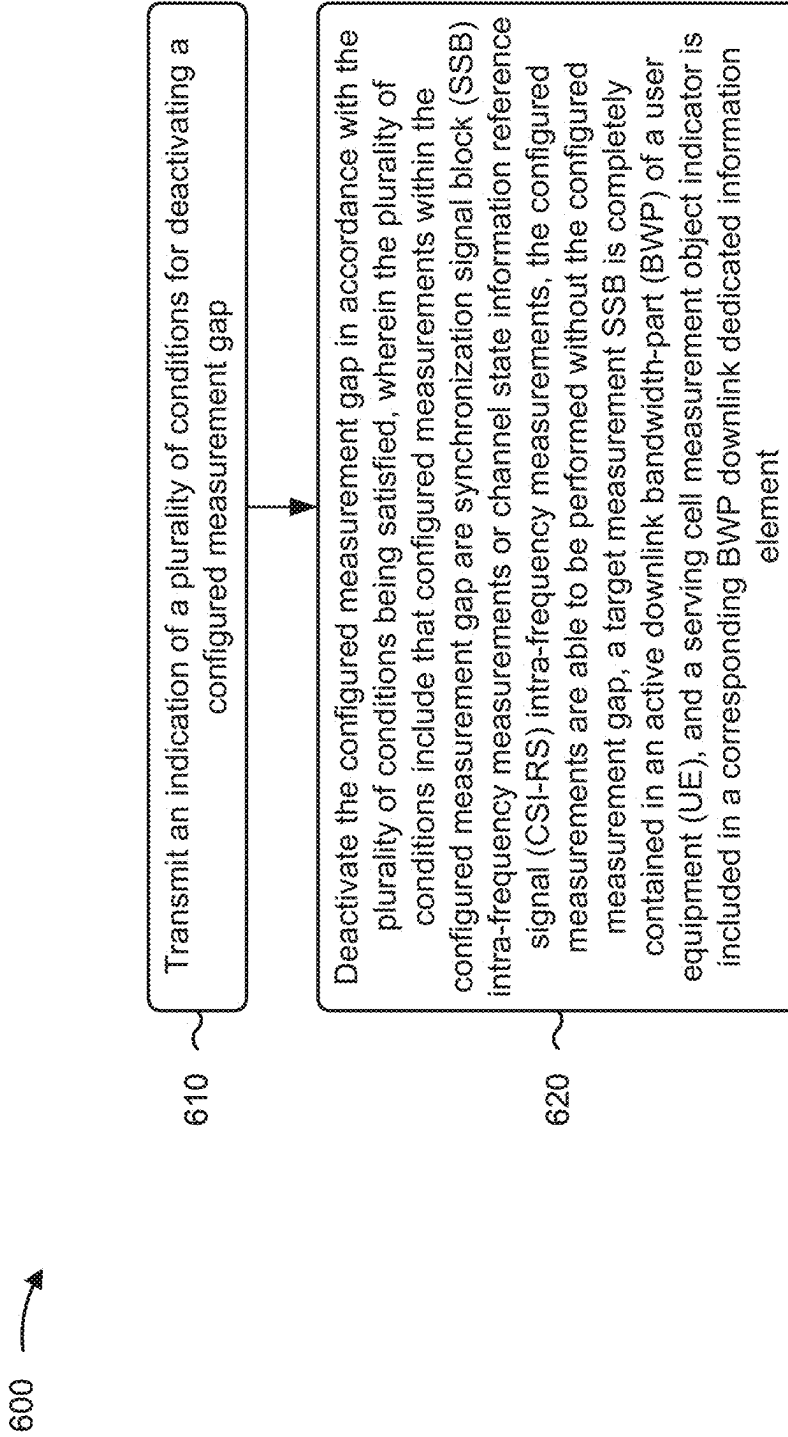 600
610
Transmit an indication of a plurality of conditions for deactivating a
configured measurement gap
620
Deactivate the configured measurement gap in accordance with the
plurality of conditions being satisfied, wherein the plurality of
conditions include that configured measurements within the
configured measurement gap are synchronization signal block (SSB)
intra-frequency measurements or channel state information reference
signal (CSI-RS) intra-frequency measurements, the configured
measurements are able to be performed without the configured
measurement gap, a target measurement SSB is completely
contained in an active downlink bandwidth-part (BWP) of a user
equipment (UE), and a serving cell measurement object indicator is
included in a corresponding BWP downlink dedicated information
element